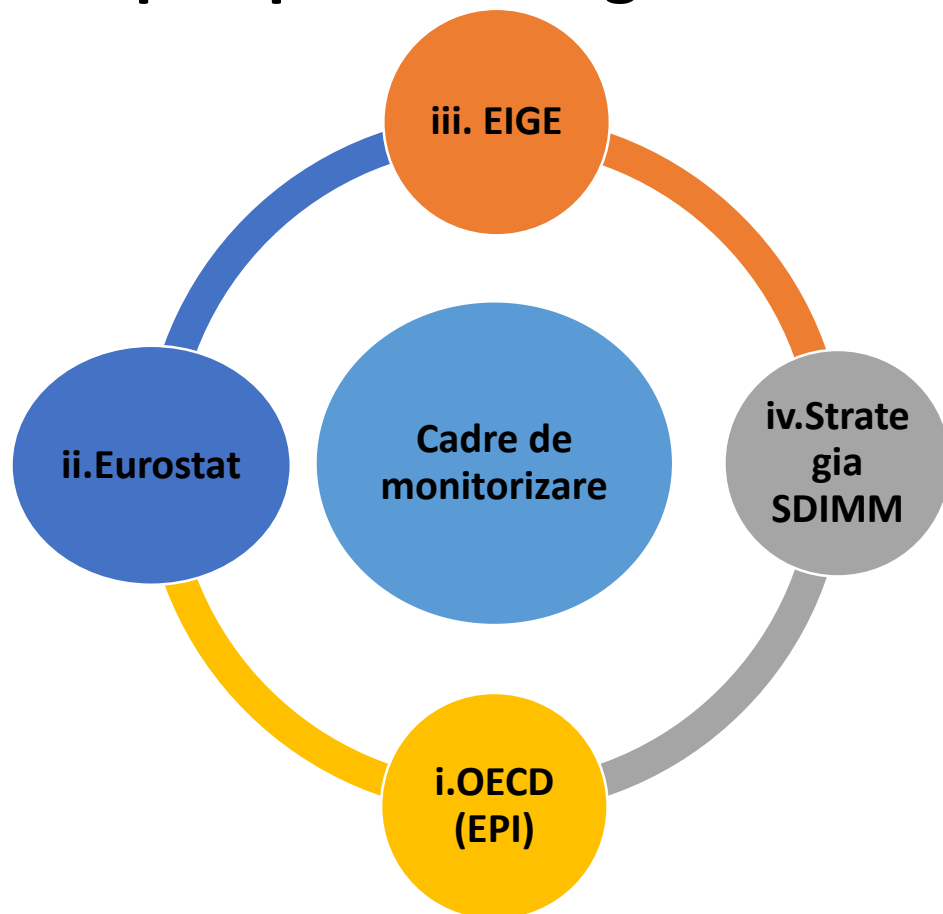 iii. EIGE
ii.Eurostat
Cadre de
monitorizare
iv.Strate
gia
SDIMM
i.OECD
(EPI)